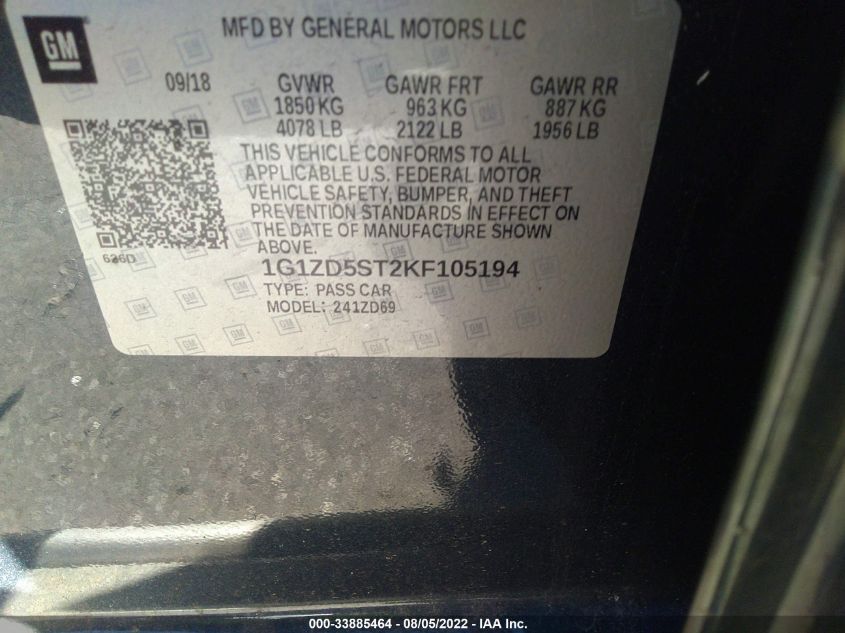 GM
MFD BY GENERAL MOTORS LLC
09/18 GVWR GAWR FRT GAWR RR
1850 KG 963 KG 887 KG
4078 LB 2122 LB 1956 LB
THIS VEHICLE CONFORMS TO ALL
APPLICABLE U.S. FEDERAL MOTOR
VEHICLE SAFETY, BUMPER, AND THEFT
PREVENTION STANDARDS IN EFFECT ON
THE DATE OF MANUFACTURE SHOWN
ABOVE.
626D
1G1ZD5ST2KF105194
TYPE: PASS CAR
MODEL: 241ZD69
000-33885464 - 08/05/2022 - IAA Inc.